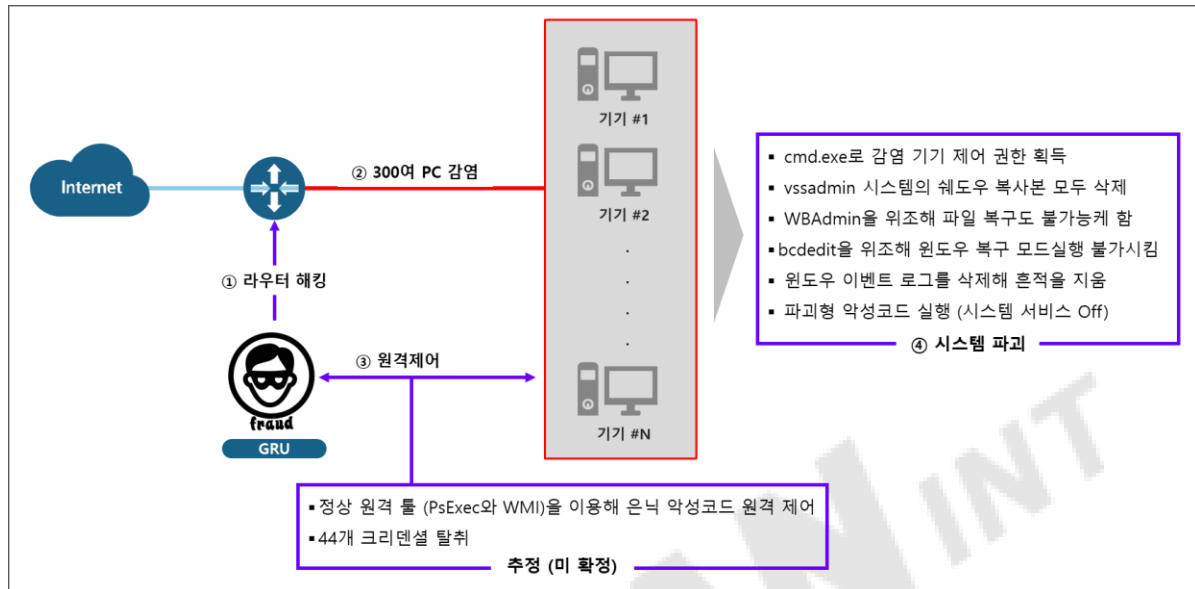 Internet
① 라우터 해킹
② 300여 PC 감염
③ 원격제어
fraud
GRU
기기 #1
기기 #2
.
.
.
.
기기 #N
▪ cmd.exe로 감염 기기 제어 권한 획득
▪ vssadmin 시스템의 쉐도우 복사본 모두 삭제
▪ WBAdmin을 위조해 파일 복구도 불가능케 함
▪ bcdedit을 위조해 윈도우 복구 모드실행 불가시킴
▪ 윈도우 이벤트 로그를 삭제해 흔적을 지움
▪ 파괴형 악성코드 실행 (시스템 서비스 Off)
④ 시스템 파괴
▪ 정상 원격 툴 (PsExec와 WMI)을 이용해 은닉 악성코드 원격 제어
▪ 44개 크리덴셜 탈취
추정 (미 확정)
INT